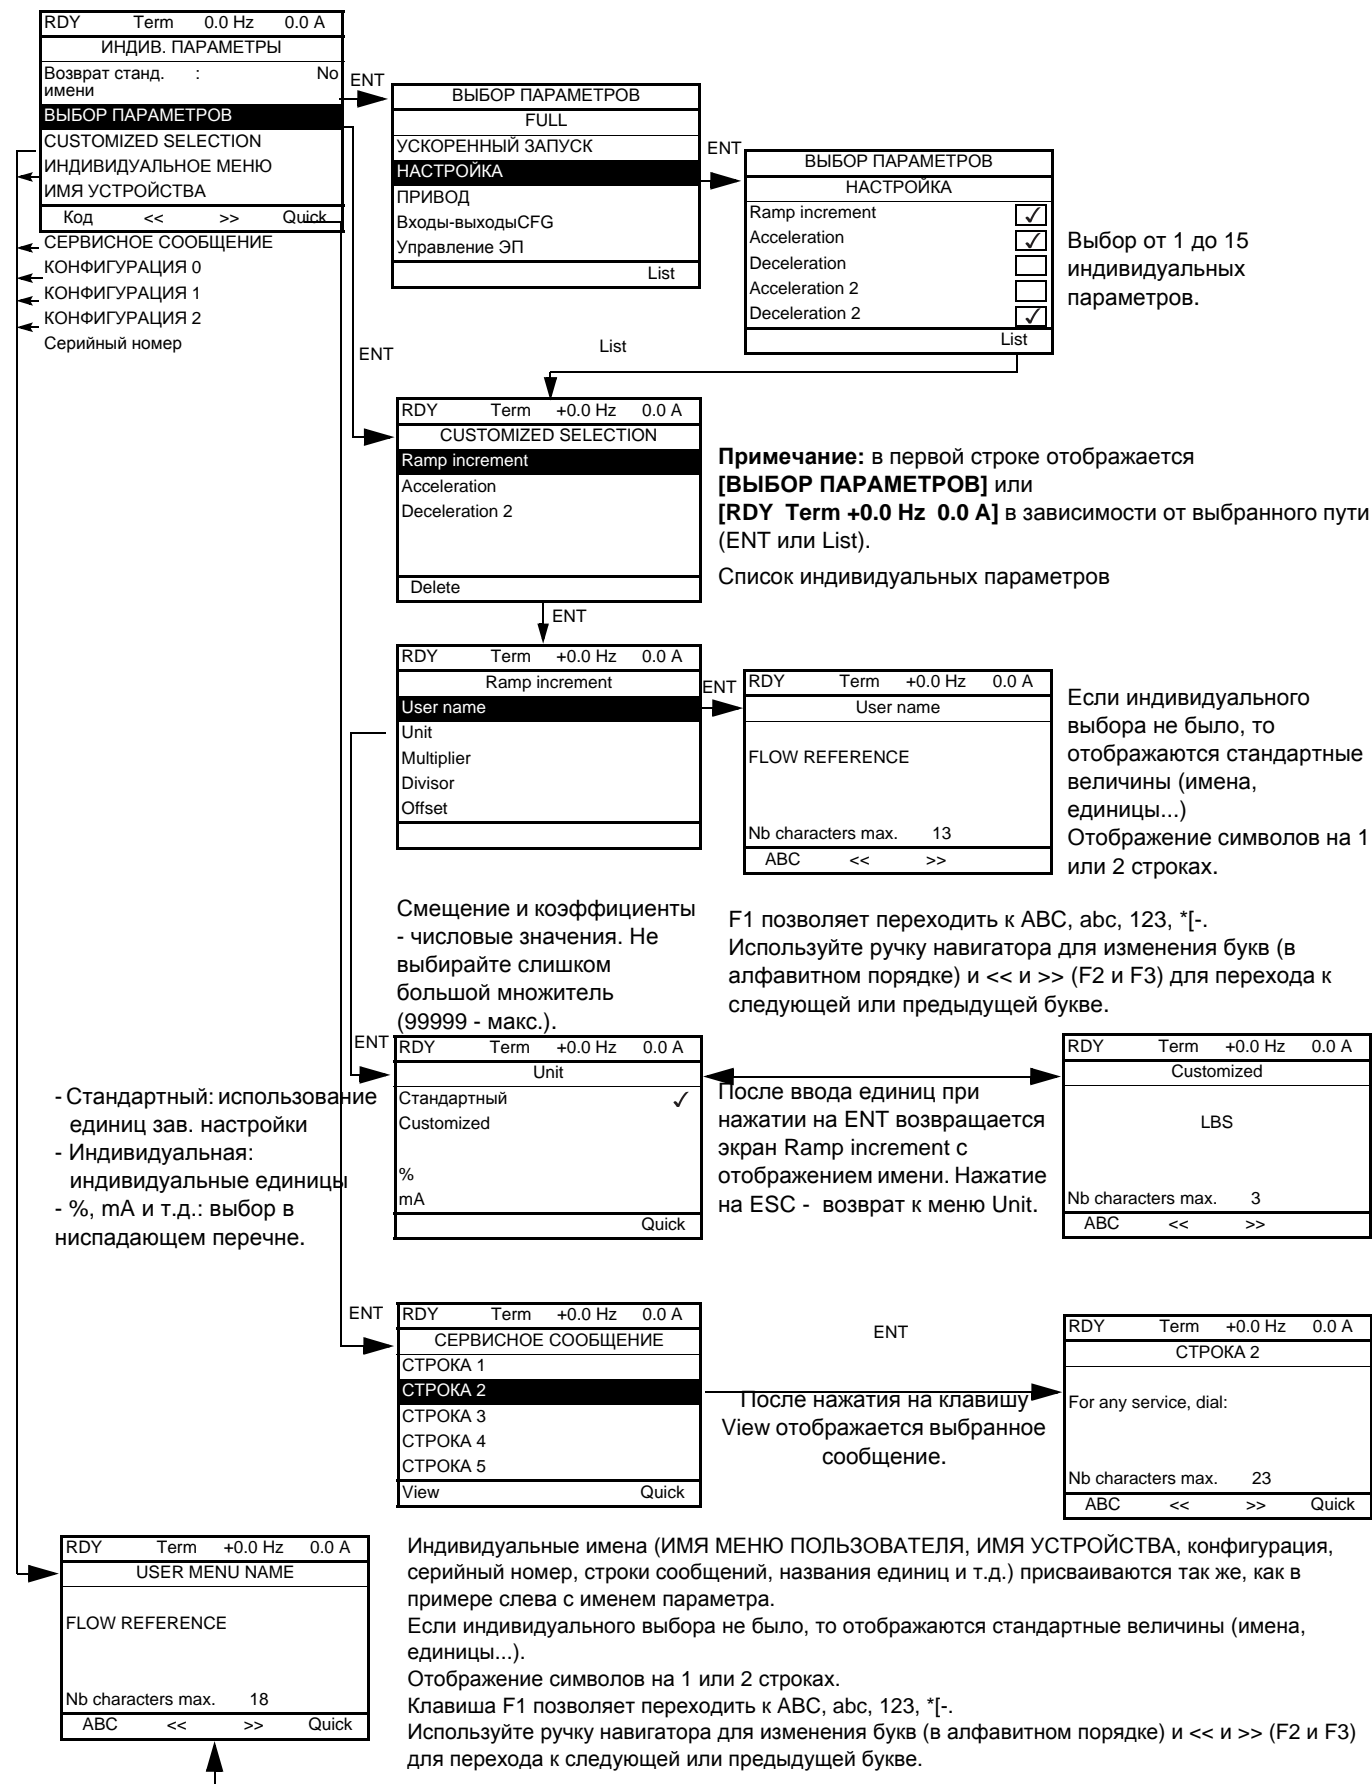 RDY Term 0.0 Hz 0.0 A
ИНДИВ. ПАРАМЕТРЫ
Возврат станд. : No
имени
ВЫБОР ПАРАМЕТРОВ
CUSTOMIZED SELECTION
ИНДИВИДУАЛЬНОЕ МЕНЮ
ИМЯ УСТРОЙСТВА
Код << >> Quick
СЕРВИСНОЕ СООБЩЕНИЕ
КОНФИГУРАЦИЯ 0
КОНФИГУРАЦИЯ 1
КОНФИГУРАЦИЯ 2
Серийный номер
ENT
ВЫБОР ПАРАМЕТРОВ
FULL
УСКОРЕННЫЙ ЗАПУСК
НАСТРОЙКА
ПРИВОД
Входы-выходыCFG
Управление ЭП
List
ENT
ВЫБОР ПАРАМЕТРОВ
НАСТРОЙКА
Ramp increment ✓
Acceleration ✓
Deceleration
Acceleration 2
Deceleration 2 ✓
List
Выбор от 1 до 15
индивидуальных
параметров.
ENT
List
RDY Term +0.0 Hz 0.0 A
CUSTOMIZED SELECTION
Ramp increment
Acceleration
Deceleration 2
Delete
Примечание: в первой строке отображается
[ВЫБОР ПАРАМЕТРОВ] или
[RDY Term +0.0 Hz 0.0 A] в зависимости от выбранного пути
(ENT или List).
Список индивидуальных параметров
ENT
RDY Term +0.0 Hz 0.0 A
Ramp increment
User name
Unit
Multiplier
Divisor
Offset
ENT
RDY Term +0.0 Hz 0.0 A
User name
FLOW REFERENCE
Nb characters max. 13
ABC << >>
Если индивидуального
выбора не было, то
отображаются стандартные
величины (имена,
единицы...)
Отображение символов на 1
или 2 строках.
Смещение и коэффициенты
- числовые значения. Не
выбирайте слишком
большой множитель
(99999 - макс.).
F1 позволяет переходить к ABC, abc, 123, *[-.
Используйте ручку навигатора для изменения букв (в
алфавитном порядке) и << и >> (F2 и F3) для перехода к
следующей или предыдущей букве.
ENT
RDY Term +0.0 Hz 0.0 A
Unit
Стандартный ✓
Customized
%
mA
Quick
- Стандартный: использование
единиц зав. настройки
- Индивидуальная:
индивидуальные единицы
- %, mA и т.д.: выбор в
ниспадающем перечне.
После ввода единиц при
нажатии на ENT возвращается
экран Ramp increment с
отображением имени. Нажатие
на ESC - возврат к меню Unit.
RDY Term +0.0 Hz 0.0 A
Customized
LBS
Nb characters max. 3
ABC << >>
ENT
RDY Term +0.0 Hz 0.0 A
СЕРВИСНОЕ СООБЩЕНИЕ
СТРОКА 1
СТРОКА 2
СТРОКА 3
СТРОКА 4
СТРОКА 5
View Quick
ENT
После нажатия на клавишу
View отображается выбранное
сообщение.
RDY Term +0.0 Hz 0.0 A
СТРОКА 2
For any service, dial:
Nb characters max. 23
ABC << >> Quick
RDY Term +0.0 Hz 0.0 A
USER MENU NAME
FLOW REFERENCE
Nb characters max. 18
ABC << >> Quick
Индивидуальные имена (ИМЯ МЕНЮ ПОЛЬЗОВАТЕЛЯ, ИМЯ УСТРОЙСТВА, конфигурация,
серийный номер, строки сообщений, названия единиц и т.д.) присваиваются так же, как в
примере слева с именем параметра.
Если индивидуального выбора не было, то отображаются стандартные величины (имена,
единицы...).
Отображение символов на 1 или 2 строках.
Клавиша F1 позволяет переходить к ABC, abc, 123, *[-.
Используйте ручку навигатора для изменения букв (в алфавитном порядке) и << и >> (F2 и F3)
для перехода к следующей или предыдущей букве.